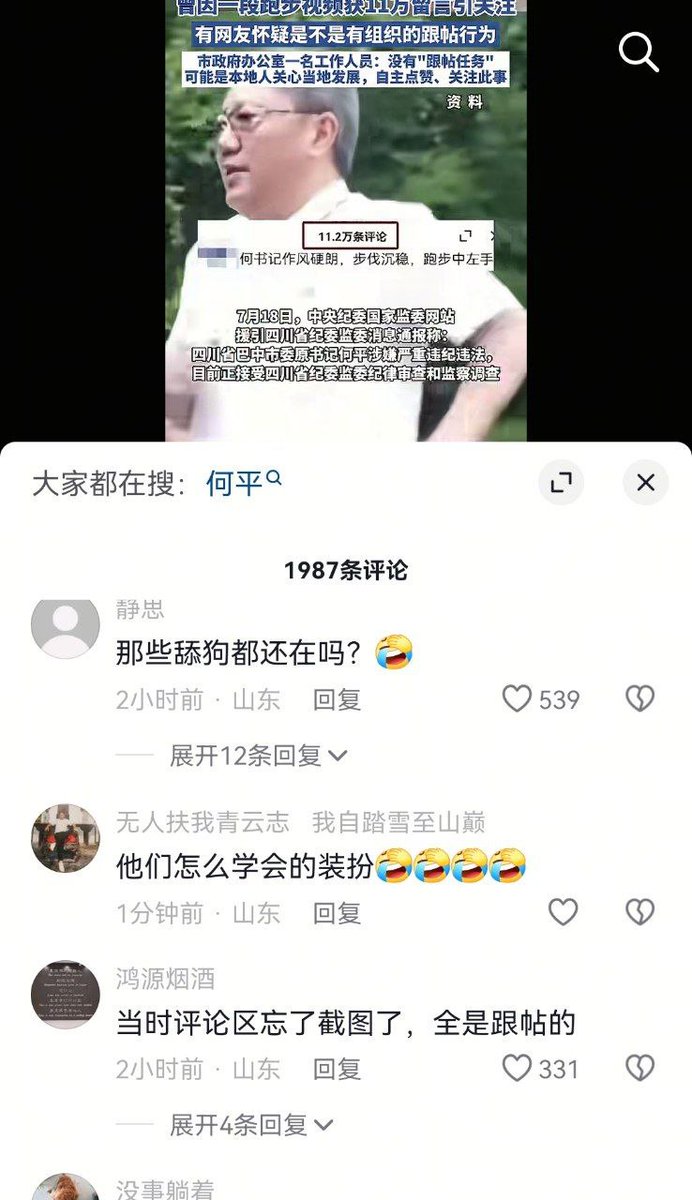 曾因一段跑步视频获11万留言引关注
有网友怀疑是不是有组织的跟帖行为
市政府办公室一名工作人员：没有"跟帖任务"
可能是本地人关心当地发展，自主点赞、关注此事
资料
11.2万条评论
何书记作风硬朗，步伐沉稳，跑步中左手
7月18日，中央纪委国家监委网站
援引四川省纪委监委消息通报称：
四川省巴中市委原书记何平涉嫌严重违纪违法，
目前正接受四川省纪委监委纪律审查和监察调查
大家都在搜：何平
1987条评论
静思
那些舔狗都还在吗？🤣
2小时前 · 山东 回复 539
展开12条回复
无人扶我青云志 我自踏雪至山巅
他们怎么学会的装扮🤣🤣🤣🤣
1分钟前 · 山东 回复
鸿源烟酒
当时评论区忘了截图了，全是跟帖的
2小时前 · 山东 回复 331
展开4条回复
没事躺着